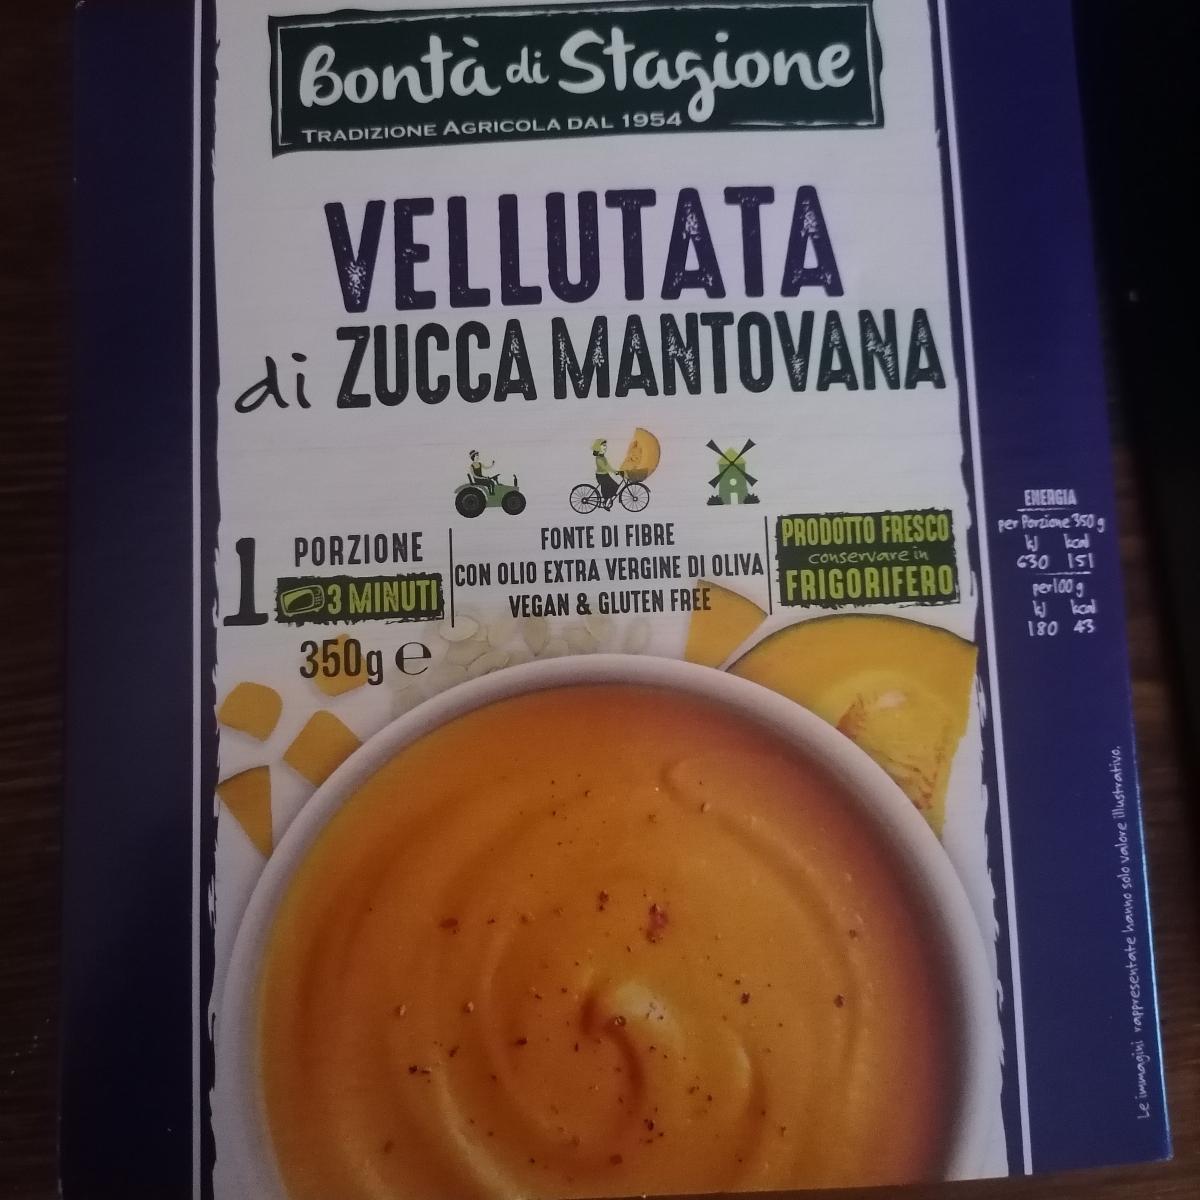 Bontà di Stagione
TRADIZIONE AGRICOLA DAL 1954
VELLUTATA
di ZUCCA MANTOVANA
1 PORZIONE
3 MINUTI
350g e
FONTE DI FIBRE
CON OLIO EXTRA VERGINE DI OLIVA
VEGAN & GLUTEN FREE
PRODOTTO FRESCO
conservare in
FRIGORIFERO
ENERGIA
per Porzione 350 g
kJ kcal
630 151
per 100 g
kJ kcal
180 43
Le immagini rappresentate hanno solo valore illustrativo.